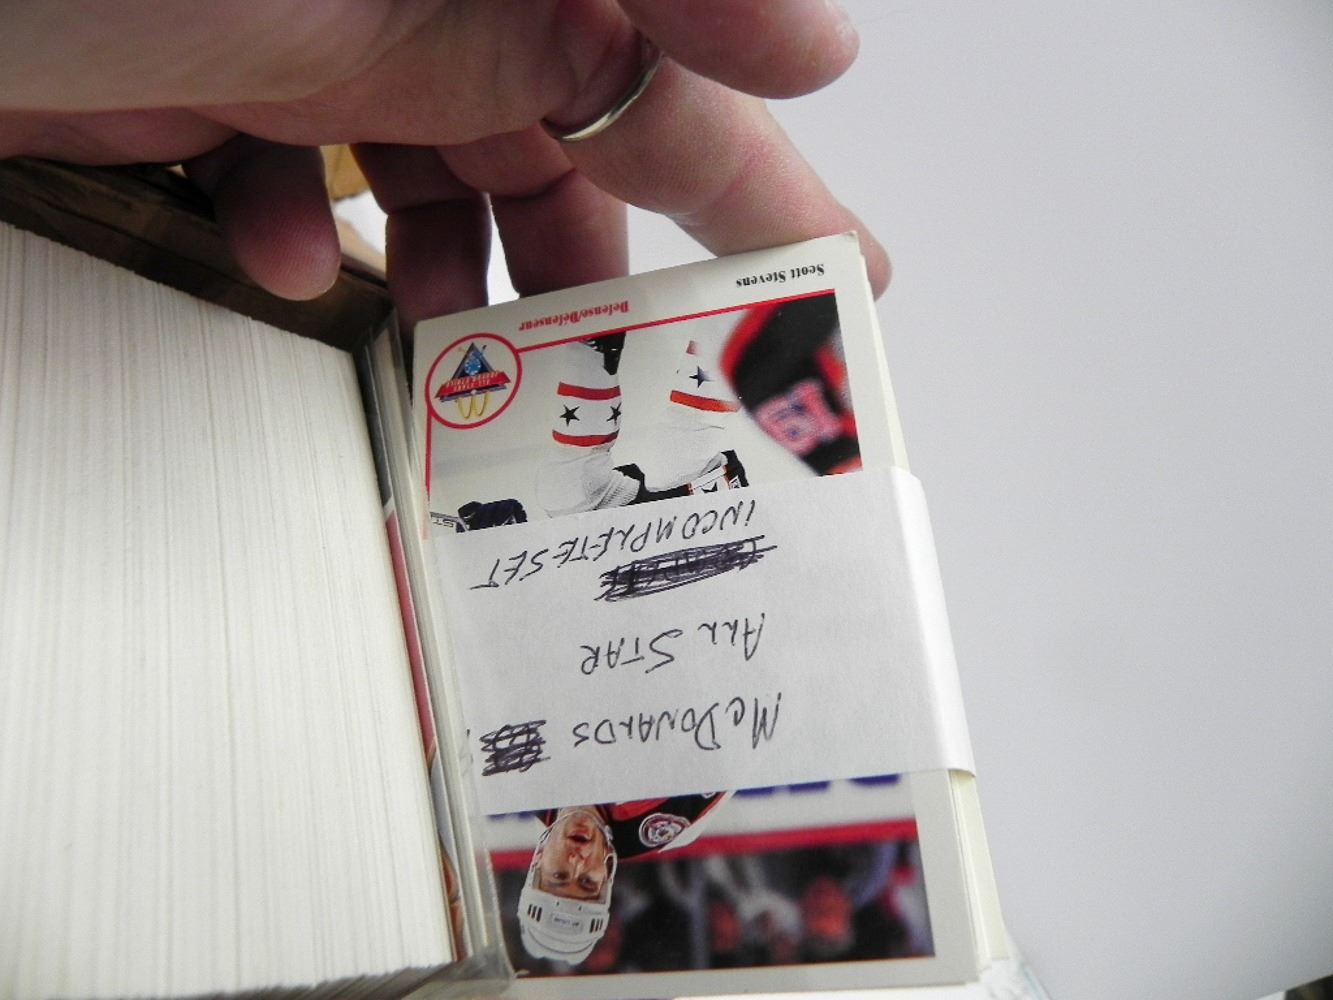 McDONALDS
ALL STAR
INCOMPLETE SET
Defense/Défenseur
Scott Stevens